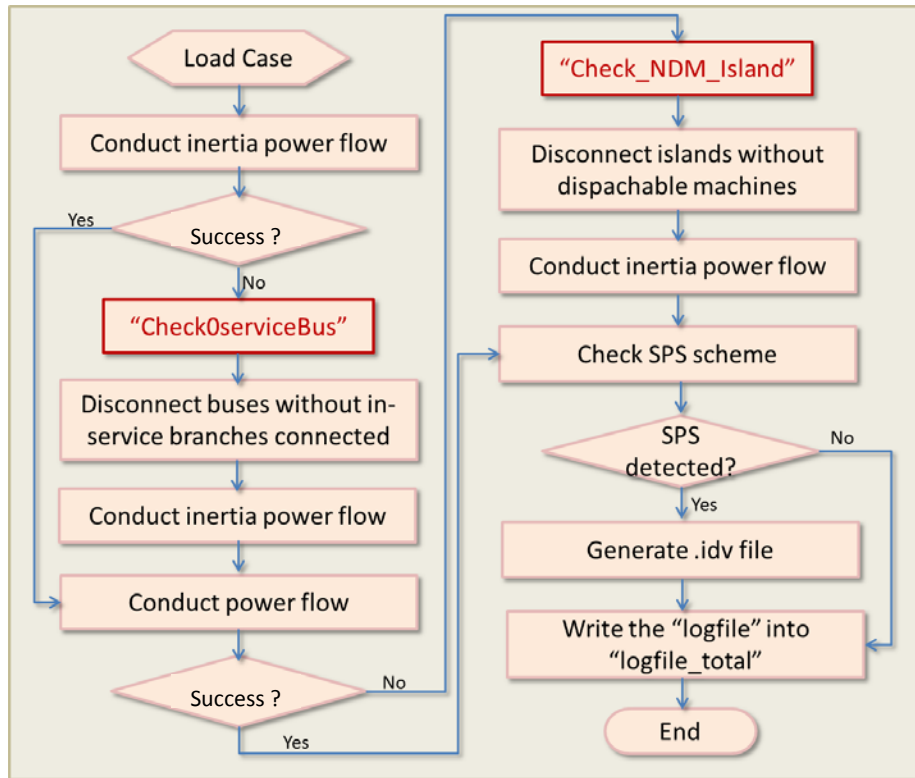 Load Case
Conduct inertia power flow
Success ?
Yes
No
“Check0serviceBus”
Disconnect buses without in-
service branches connected
Conduct inertia power flow
Conduct power flow
Success ?
No
Yes
“Check_NDM_Island”
Disconnect islands without
dispachable machines
Conduct inertia power flow
Check SPS scheme
SPS
detected?
No
Yes
Generate .idv file
Write the “logfile” into
“logfile_total”
End